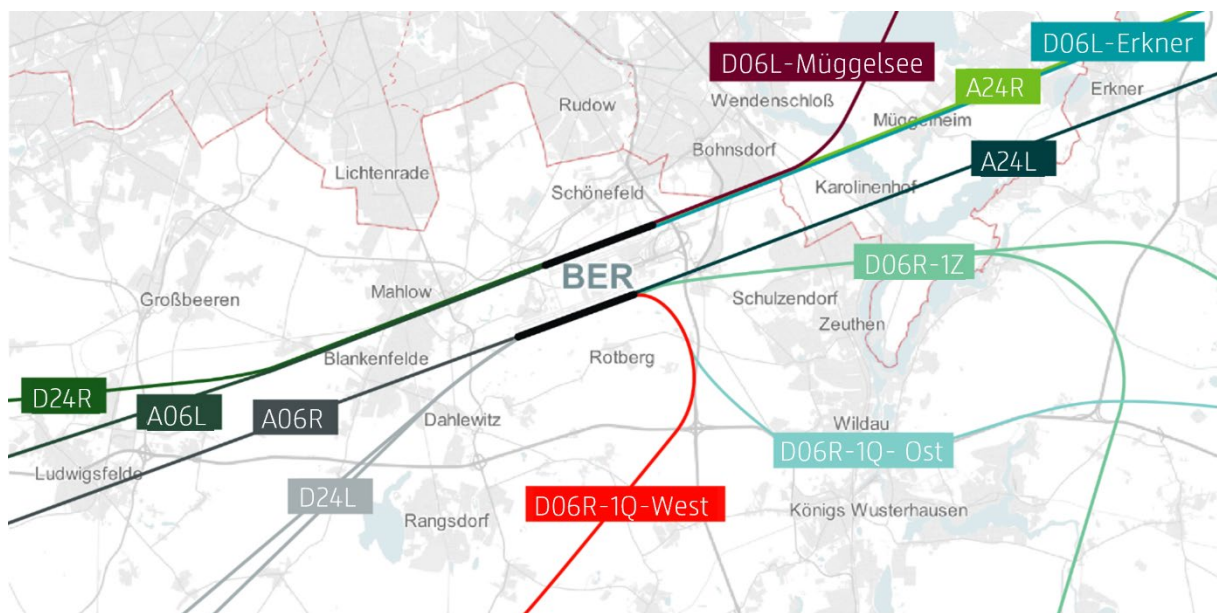 D06L-Erkner
D06L-Müggelsee
A24R
Erkner
Wendenschloß
Rudow
Müggelheim
Bohnsdorf
A24L
Lichtenrade
Karolinenhof
Schönefeld
D06R-1Z
BER
Mahlow
Großbeeren
Schulzendorf
Zeuthen
Blankenfelde
Rotberg
D24R
A06L
A06R
Dahlewitz
Wildau
D06R-1Q- Ost
Ludwigsfelde
D24L
D06R-1Q-West
Rangsdorf
Königs Wusterhausen